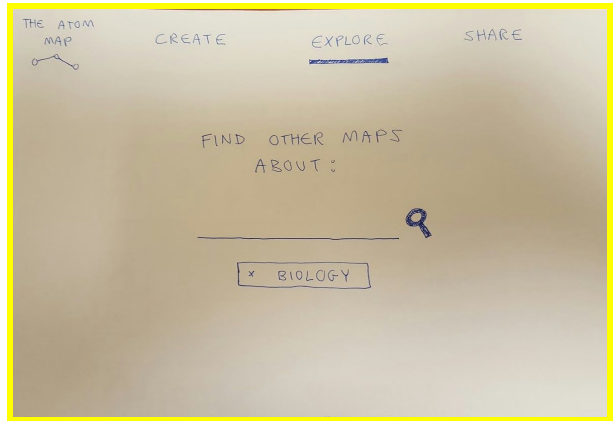 THE ATOM
MAP
CREATE
EXPLORE
SHARE
FIND OTHER MAPS
ABOUT :
x BIOLOGY